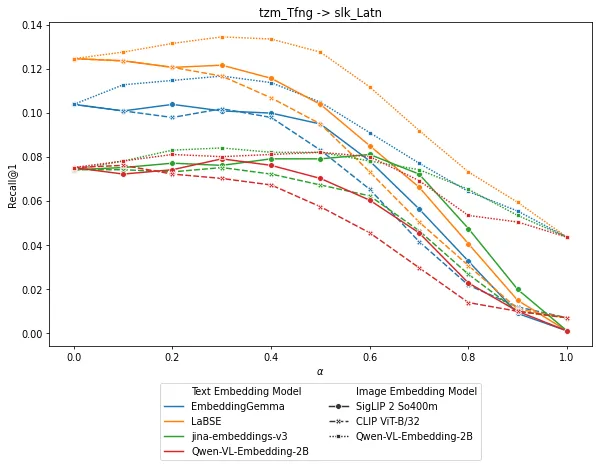 tzm_Tfng -> slk_Latn
Recall@1
0.14
0.12
0.10
0.08
0.06
0.04
0.02
0.00
0.0 0.2 0.4 0.6 0.8 1.0
α
Text Embedding Model Image Embedding Model
EmbeddingGemma SigLIP 2 So400m
LaBSE CLIP ViT-B/32
jina-embeddings-v3 Qwen-VL-Embedding-2B
Qwen-VL-Embedding-2B